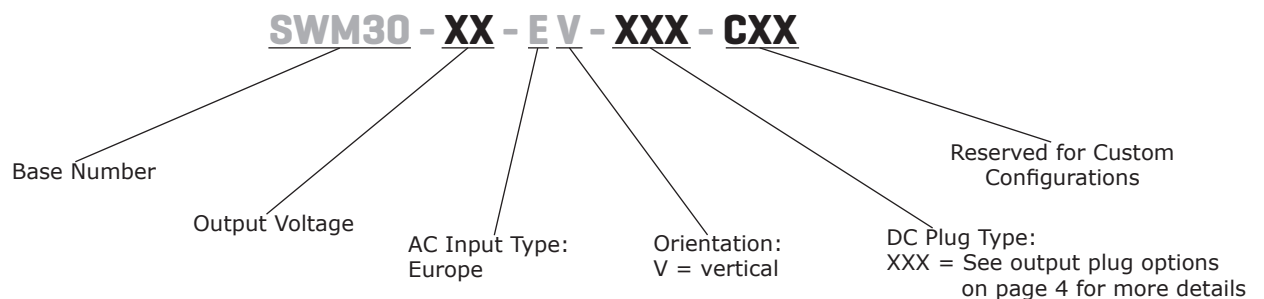 SWM30 - XX - E V - XXX - CXX
Base Number
Output Voltage
AC Input Type:
Europe
Orientation:
V = vertical
DC Plug Type:
XXX = See output plug options
on page 4 for more details
Reserved for Custom
Configurations